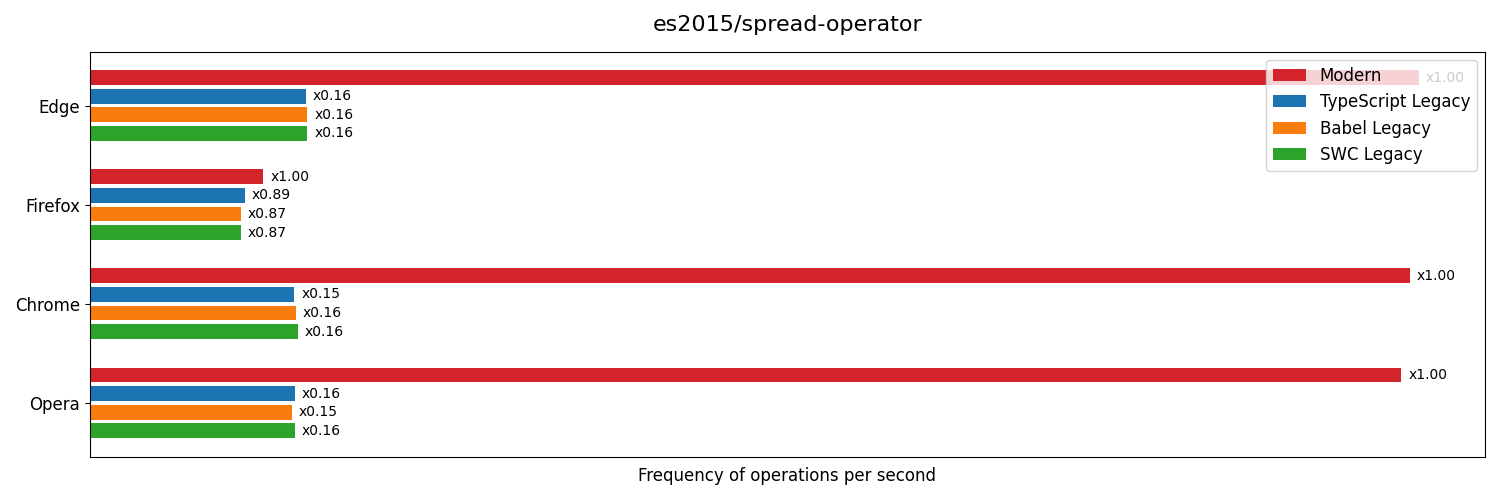 es2015/spread-operator
Edge
x1.00
x0.16
x0.16
x0.16
Modern
TypeScript Legacy
Babel Legacy
SWC Legacy
Firefox
x1.00
x0.89
x0.87
x0.87
Chrome
x1.00
x0.15
x0.16
x0.16
Opera
x1.00
x0.16
x0.15
x0.16
Frequency of operations per second